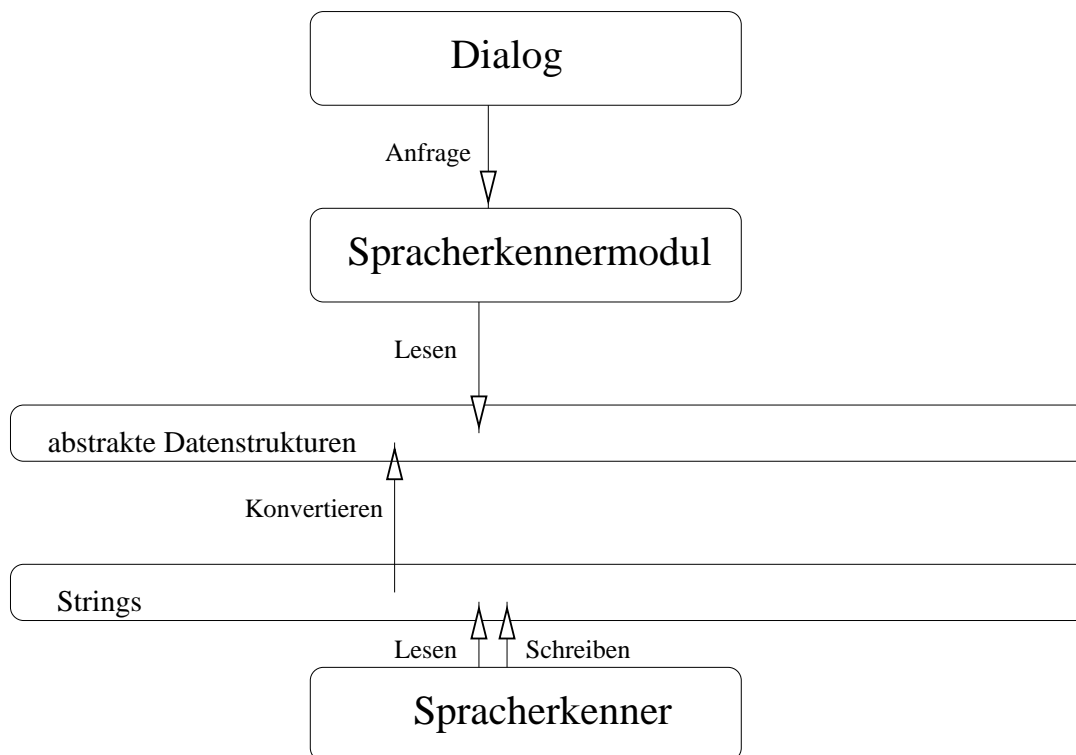 Dialog
Anfrage
Spracherkennermodul
Lesen
abstrakte Datenstrukturen
Konvertieren
Strings
Lesen Schreiben
Spracherkenner